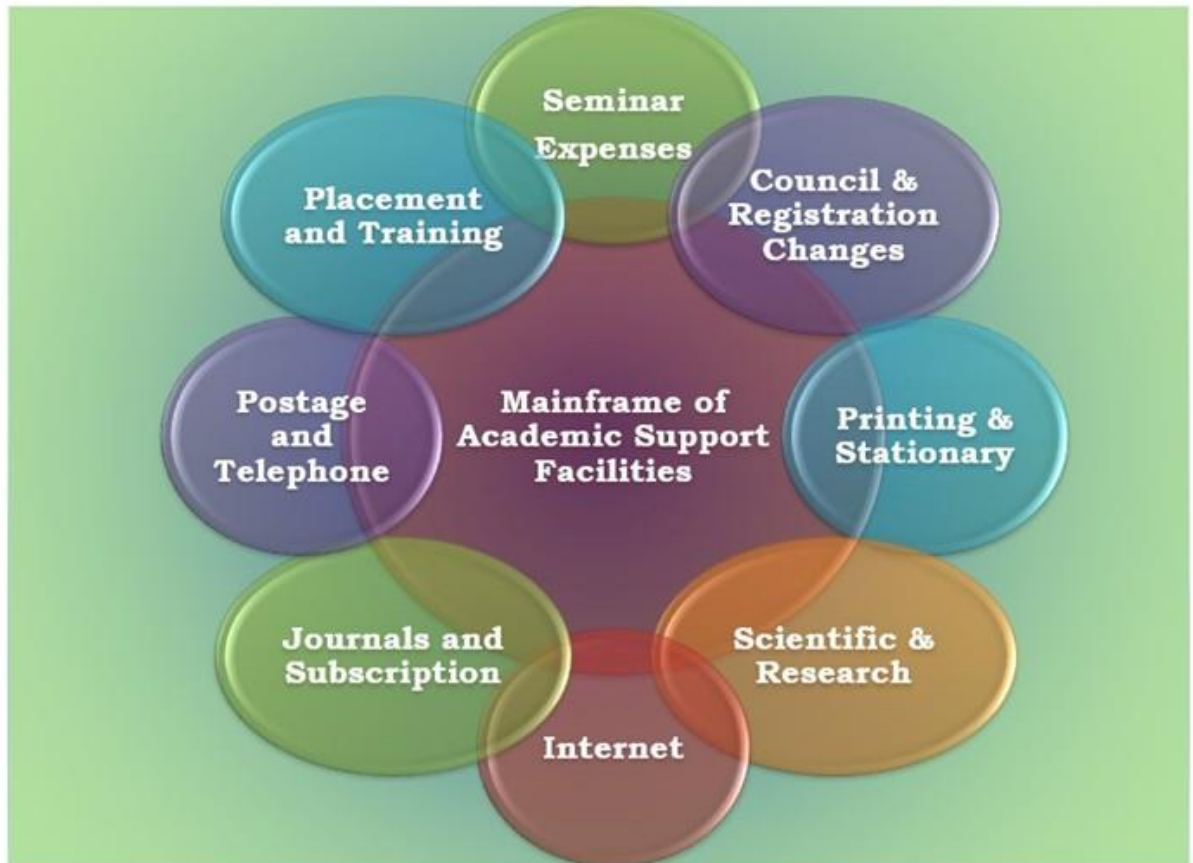 Seminar
Expenses
Council &
Registration
Changes
Printing &
Stationary
Scientific &
Research
Internet
Journals and
Subscription
Postage
and
Telephone
Placement
and Training
Mainframe of
Academic Support
Facilities